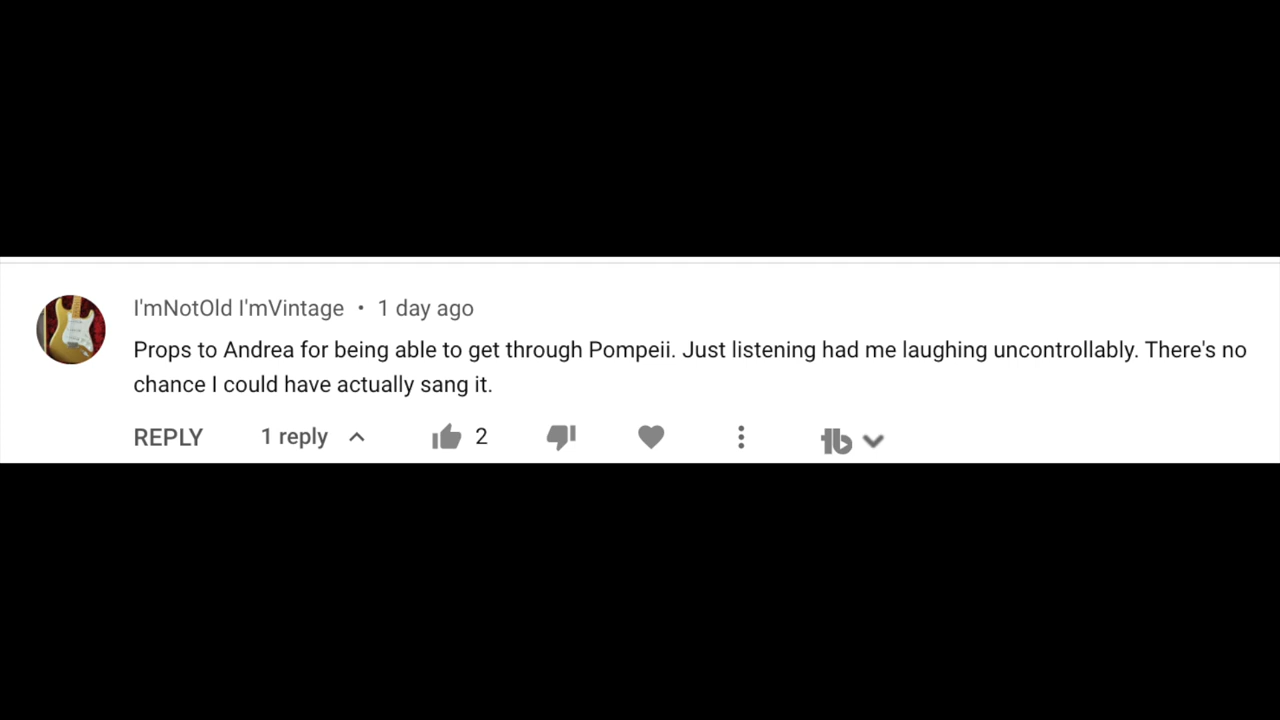 I'mNotOld I'mVintage • 1 day ago
Props to Andrea for being able to get through Pompeii. Just listening had me laughing uncontrollably. There's no
chance I could have actually sang it.
REPLY 1 reply 2